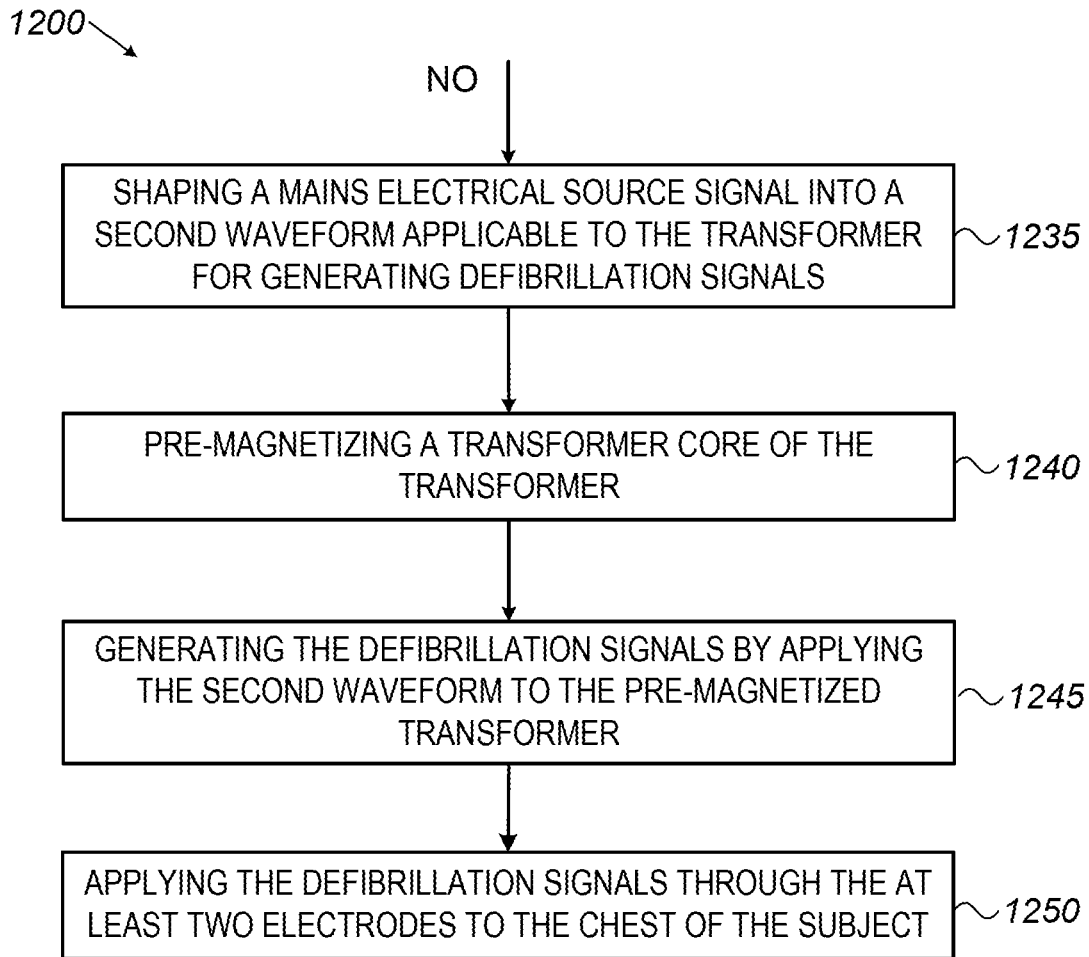 1200
NO
SHAPING A MAINS ELECTRICAL SOURCE SIGNAL INTO A
SECOND WAVEFORM APPLICABLE TO THE TRANSFORMER
FOR GENERATING DEFIBRILLATION SIGNALS
1235
PRE-MAGNETIZING A TRANSFORMER CORE OF THE
TRANSFORMER
1240
GENERATING THE DEFIBRILLATION SIGNALS BY APPLYING
THE SECOND WAVEFORM TO THE PRE-MAGNETIZED
TRANSFORMER
1245
APPLYING THE DEFIBRILLATION SIGNALS THROUGH THE AT
LEAST TWO ELECTRODES TO THE CHEST OF THE SUBJECT
1250